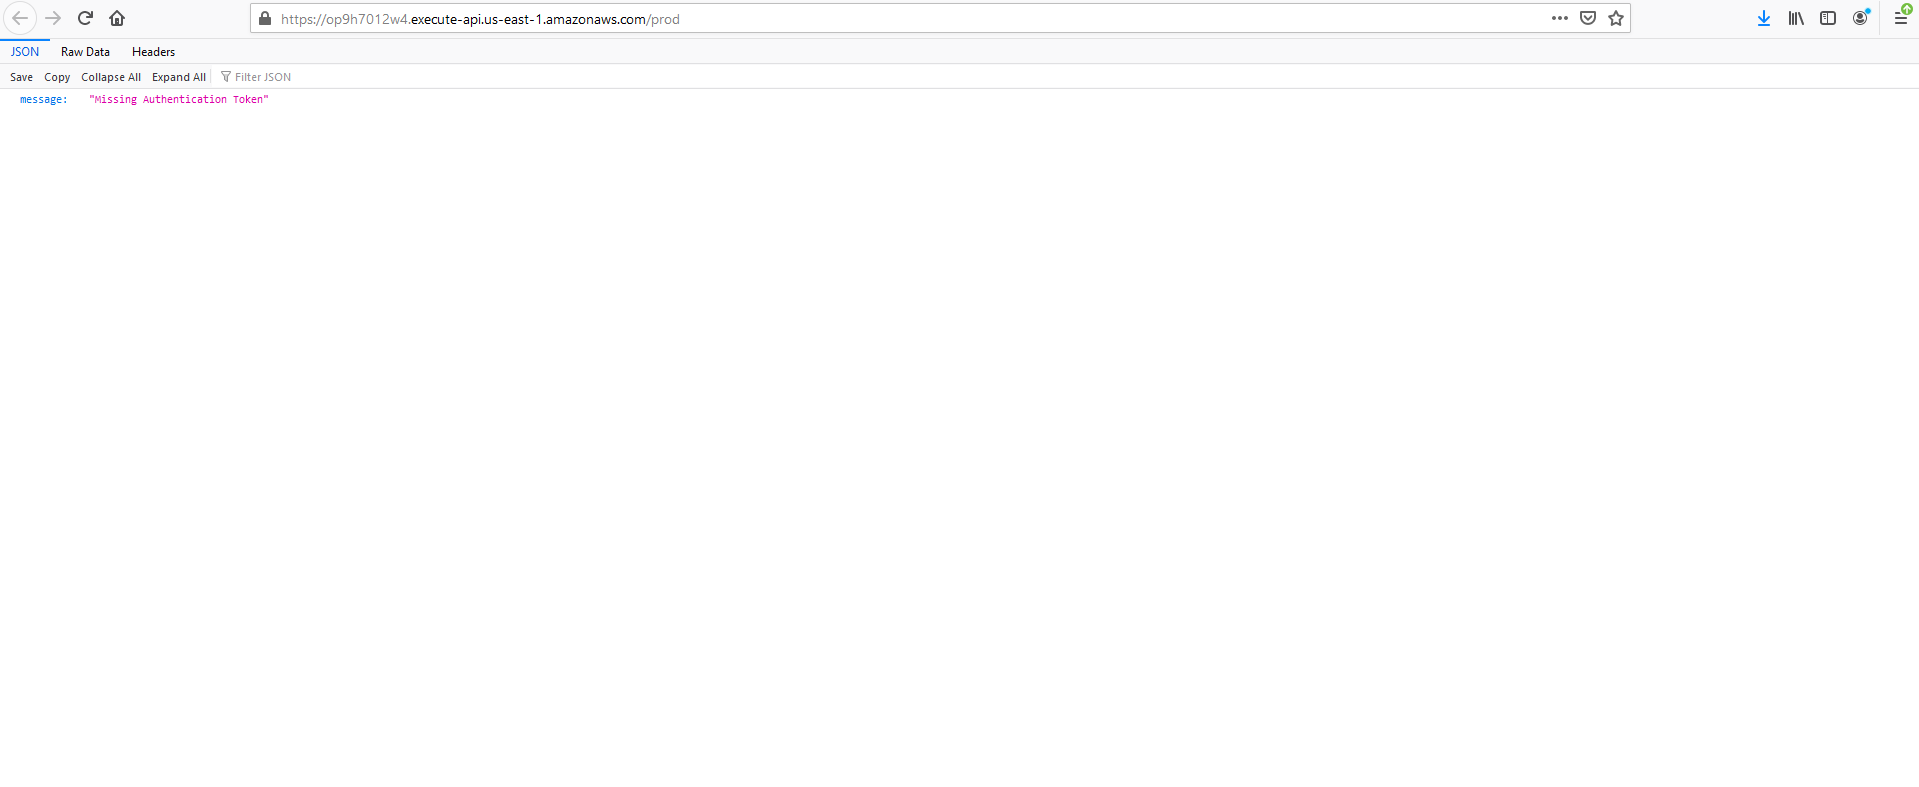 https://op9h7012w4.execute-api.us-east-1.amazonaws.com/prod
JSON Raw Data Headers
Save Copy Collapse All Expand All Filter JSON
message: "Missing Authentication Token"